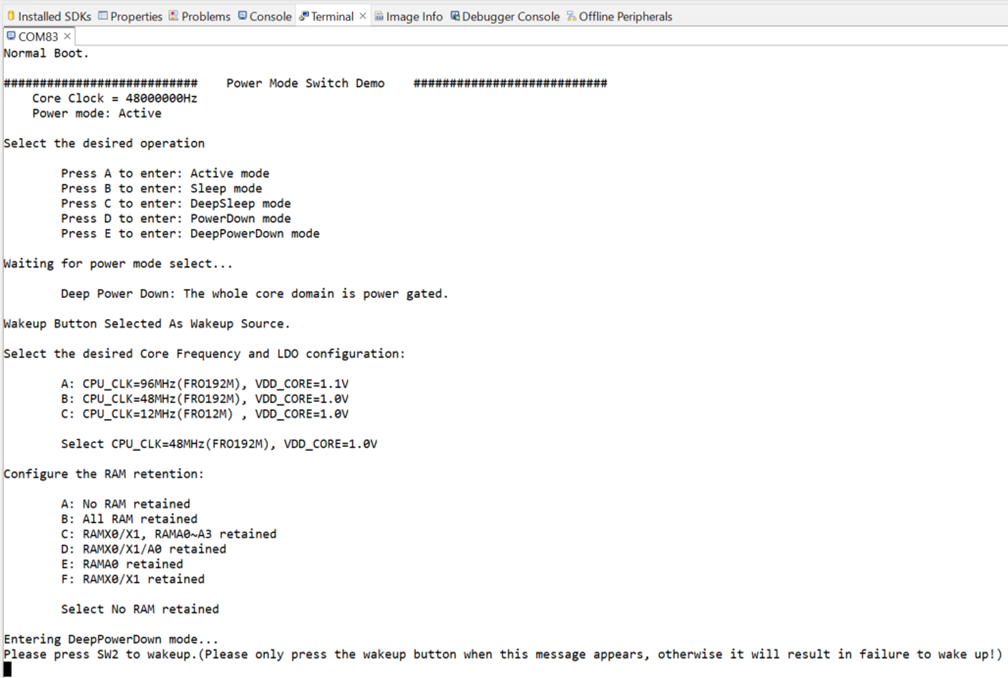 Installed SDKs Properties Problems Console Terminal × Image Info Debugger Console Offline Peripherals
COM83 ×
Normal Boot.
########################### Power Mode Switch Demo ###########################
Core Clock = 48000000Hz
Power mode: Active
Select the desired operation
Press A to enter: Active mode
Press B to enter: Sleep mode
Press C to enter: DeepSleep mode
Press D to enter: PowerDown mode
Press E to enter: DeepPowerDown mode
Waiting for power mode select...
Deep Power Down: The whole core domain is power gated.
Wakeup Button Selected As Wakeup Source.
Select the desired Core Frequency and LDO configuration:
A: CPU_CLK=96MHz(FRO192M), VDD_CORE=1.1V
B: CPU_CLK=48MHz(FRO192M), VDD_CORE=1.0V
C: CPU_CLK=12MHz(FRO12M) , VDD_CORE=1.0V
Select CPU_CLK=48MHz(FRO192M), VDD_CORE=1.0V
Configure the RAM retention:
A: No RAM retained
B: All RAM retained
C: RAMX0/X1, RAMA0~A3 retained
D: RAMX0/X1/A0 retained
E: RAMA0 retained
F: RAMX0/X1 retained
Select No RAM retained
Entering DeepPowerDown mode...
Please press SW2 to wakeup.(Please only press the wakeup button when this message appears, otherwise it will result in failure to wake up!)